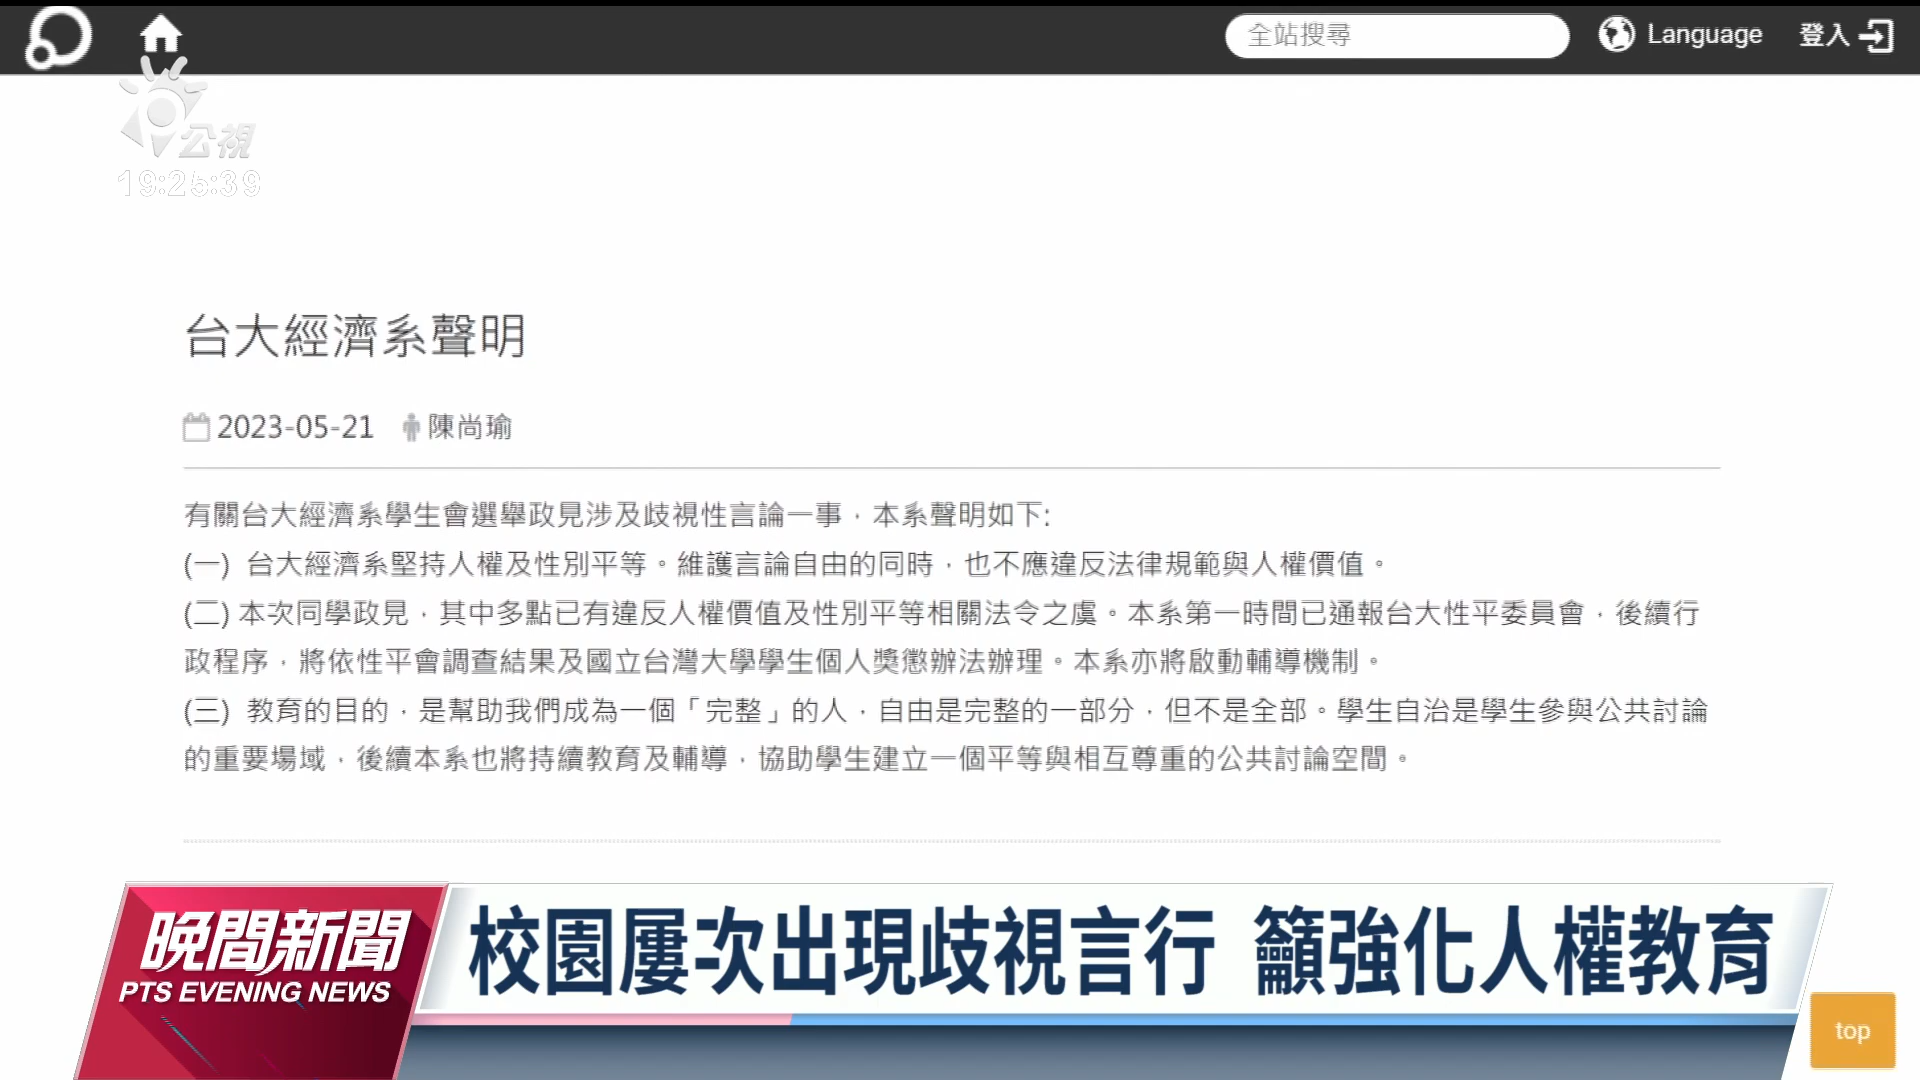 全站搜尋
Language
登入
公視
19:25:39
台大經濟系聲明
2023-05-21 陳尚瑜
有關台大經濟系學生會選舉政見涉及歧視性言論一事，本系聲明如下:
(一) 台大經濟系堅持人權及性別平等。維護言論自由的同時，也不應違反法律規範與人權價值。
(二) 本次同學政見，其中多點已有違反人權價值及性別平等相關法令之虞。本系第一時間已通報台大性平委員會，後續行
政程序，將依性平會調查結果及國立台灣大學學生個人獎懲辦法辦理。本系亦將啟動輔導機制。
(三) 教育的目的，是幫助我們成為一個「完整」的人，自由是完整的一部分，但不是全部。學生自治是學生參與公共討論
的重要場域，後續本系也將持續教育及輔導，協助學生建立一個平等與相互尊重的公共討論空間。
晚間新聞
PTS EVENING NEWS
校園屢次出現歧視言行 籲強化人權教育
top